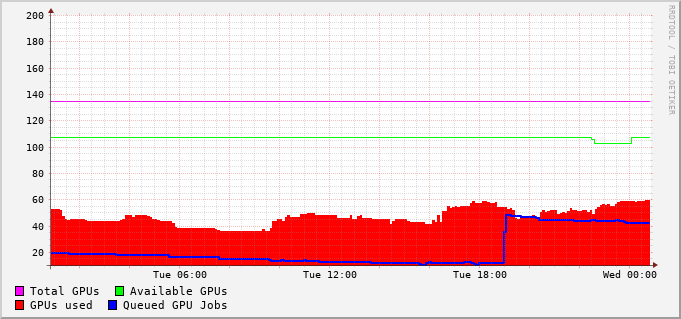 200
180
160
140
120
100
80
60
40
20
Tue 06:00 Tue 12:00 Tue 18:00 Wed 00:00
Total GPUs Available GPUs
GPUs used Queued GPU Jobs
RRDTOOL / TOBI OETIKER